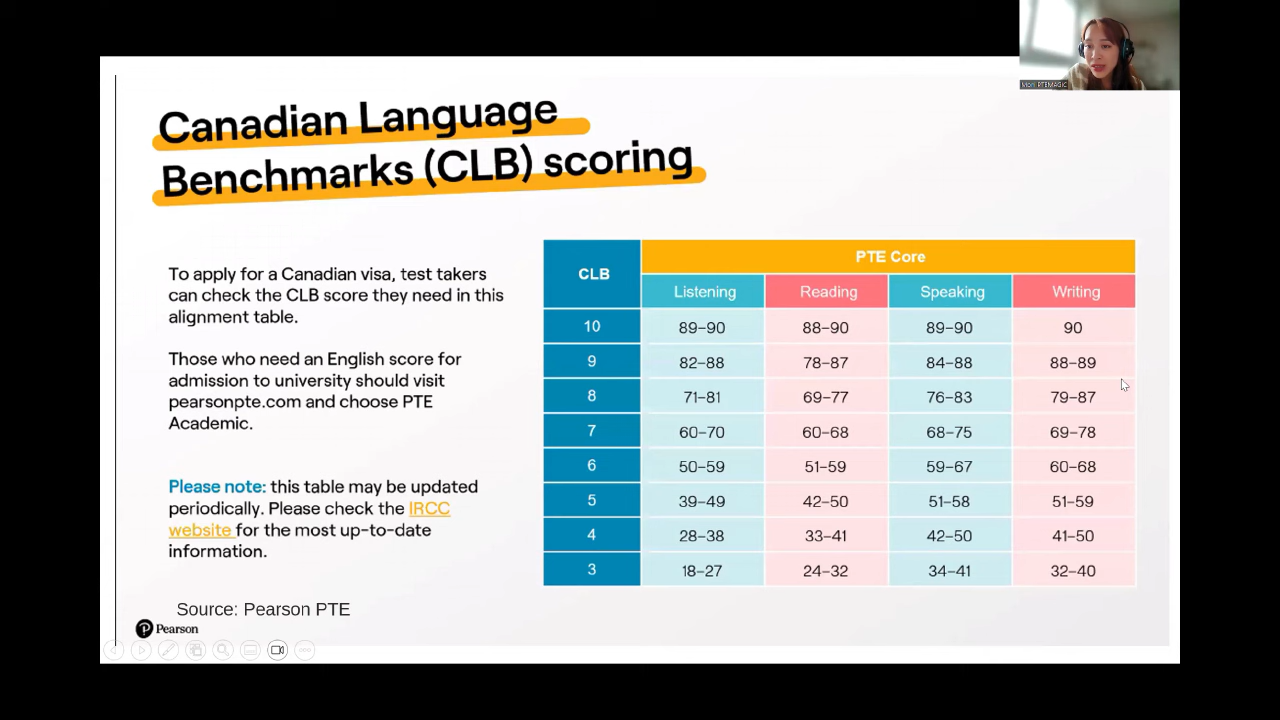 Moni PTEMAGIC
Canadian Language
Benchmarks (CLB) scoring
To apply for a Canadian visa, test takers
can check the CLB score they need in this
alignment table.
Those who need an English score for
admission to university should visit
pearsonpte.com and choose PTE
Academic.
Please note: this table may be updated
periodically. Please check the IRCC
website for the most up-to-date
information.
Source: Pearson PTE
Pearson
CLB PTE Core
Listening Reading Speaking Writing
10 89–90 88–90 89–90 90
9 82–88 78–87 84–88 88–89
8 71–81 69–77 76–83 79–87
7 60–70 60–68 68–75 69–78
6 50–59 51–59 59–67 60–68
5 39–49 42–50 51–58 51–59
4 28–38 33–41 42–50 41–50
3 18–27 24–32 34–41 32–40